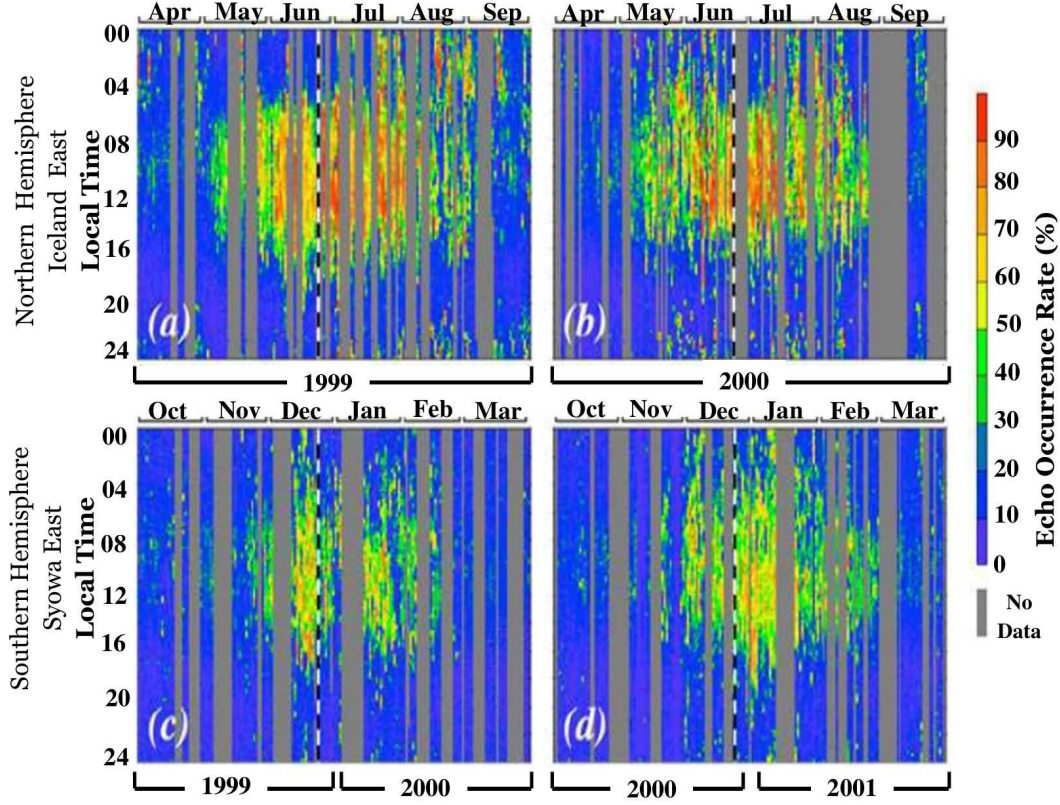 Apr May Jun Jul Aug Sep
Apr May Jun Jul Aug Sep
Northern Hemisphere
Iceland East
Local Time
00
04
08
12
16
20
24
(a)
(b)
1999
2000
Oct Nov Dec Jan Feb Mar
Oct Nov Dec Jan Feb Mar
Southern Hemisphere
Syowa East
Local Time
00
04
08
12
16
20
24
(c)
(d)
1999 2000
2000 2001
90
80
70
60
50
40
30
20
10
0
Echo Occurrence Rate (%)
No
Data